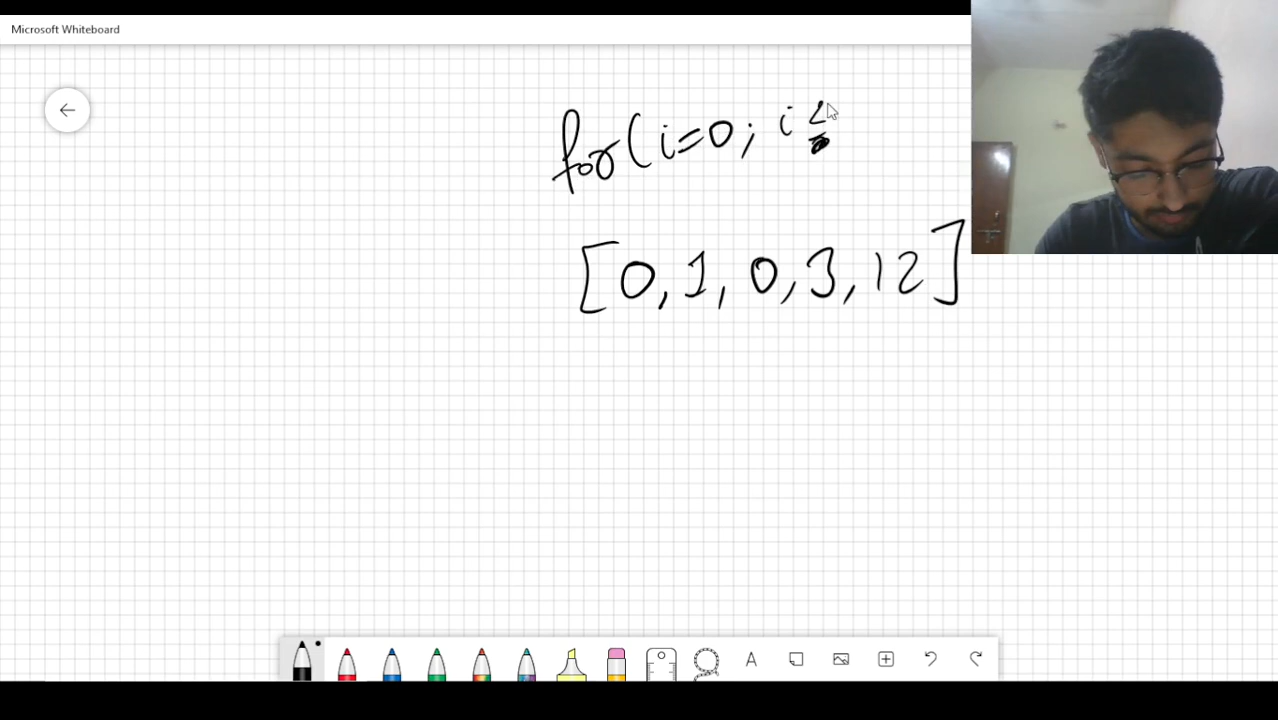 Microsoft Whiteboard
for(i=0; i<
[0,1,0,3,12]
A